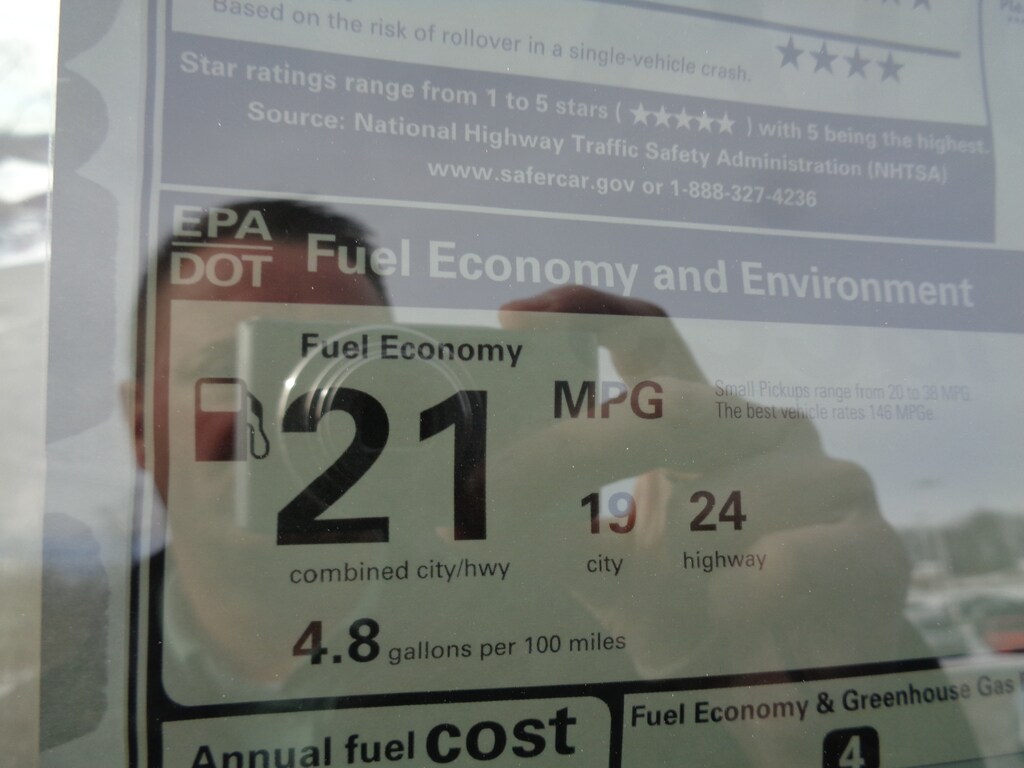 Based on the risk of rollover in a single-vehicle crash. ★★★★
Star ratings range from 1 to 5 stars ( ★★★★★ ) with 5 being the highest.
Source: National Highway Traffic Safety Administration (NHTSA)
www.safercar.gov or 1-888-327-4236
EPA
DOT
Fuel Economy and Environment
Fuel Economy
21
MPG
Small Pickups range from 20 to 38 MPG.
The best vehicle rates 146 MPGe.
19
city
24
highway
combined city/hwy
4.8 gallons per 100 miles
Annual fuel cost
Fuel Economy & Greenhouse Gas
4